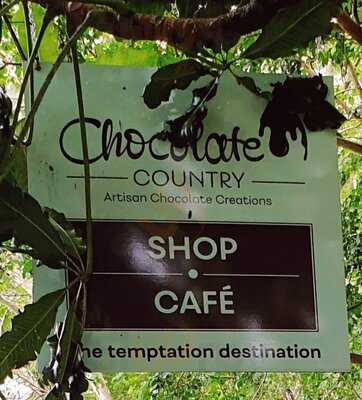 Chocolate
COUNTRY
Artisan Chocolate Creations
SHOP
CAFÉ
temptation destination